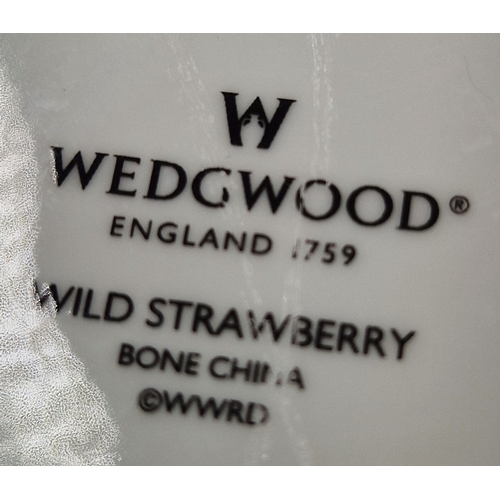 W
WEDGWOOD®
ENGLAND 1759
WILD STRAWBERRY
BONE CHINA
©WWRD